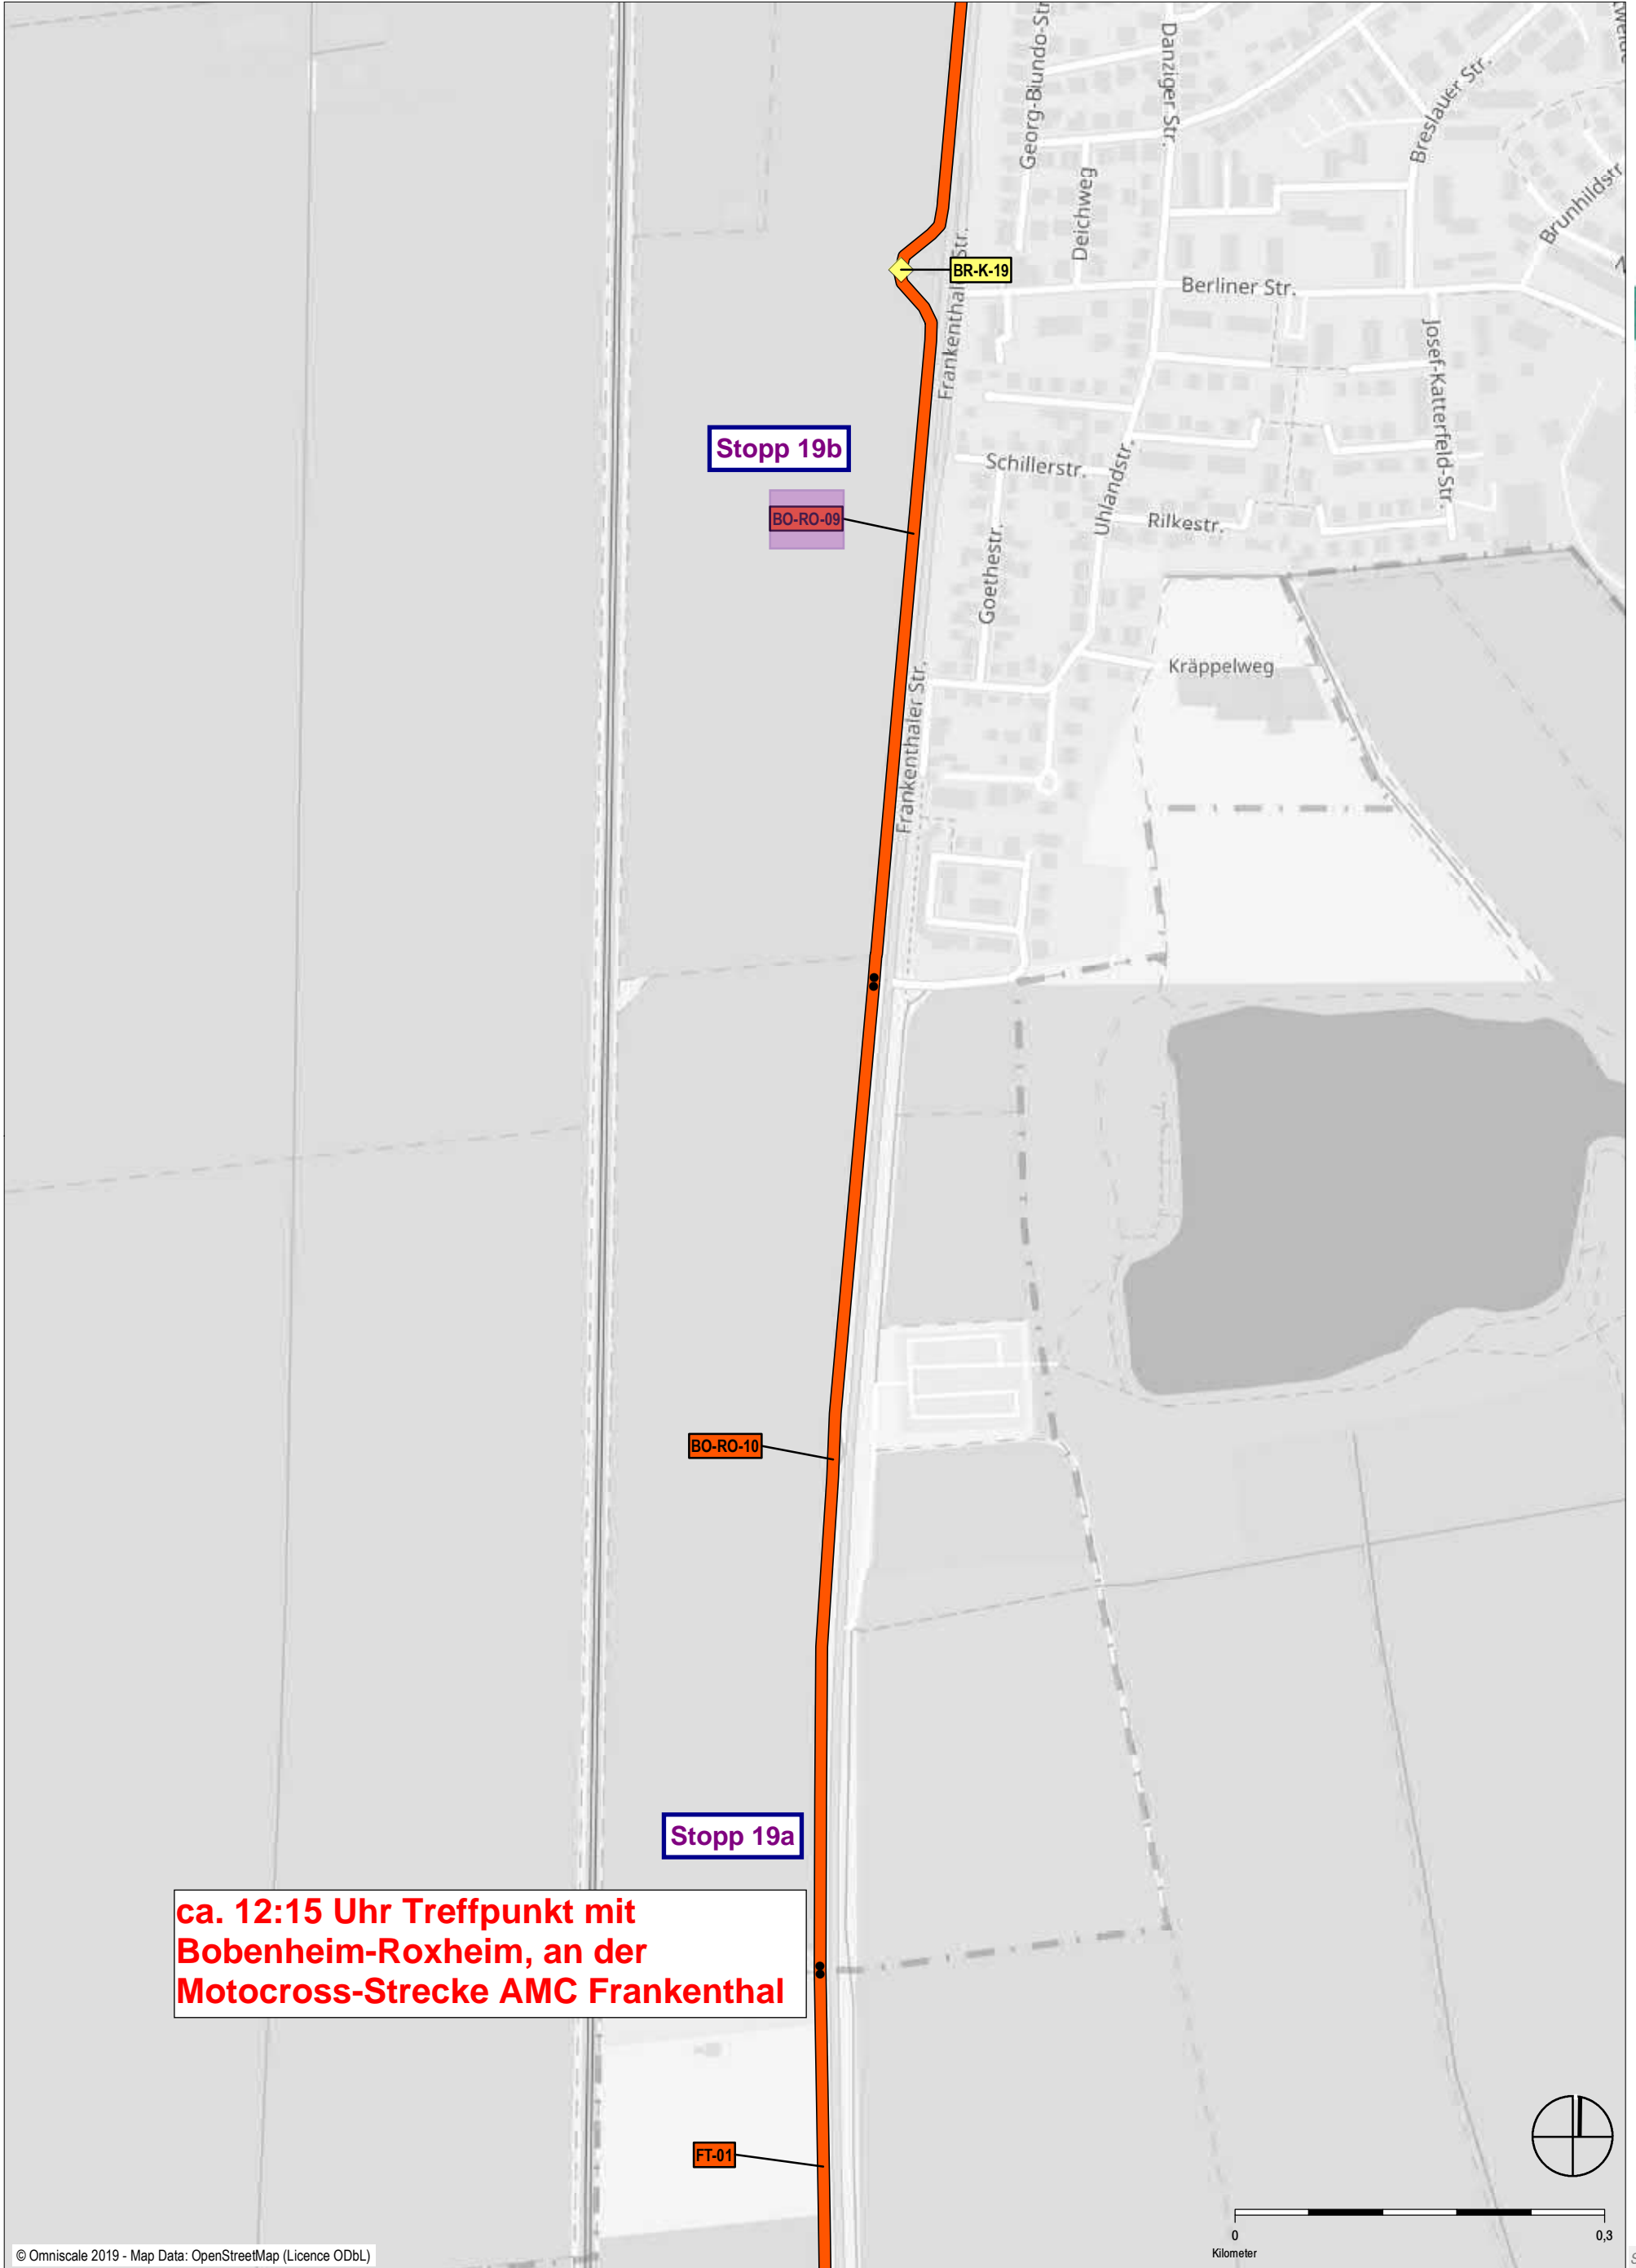 Georg-Biundo-Str
Danziger Str.
Breslauer Str.
Brunhildstr
Deichweg
BR-K-19
Berliner Str.
Frankenthaler Str.
Josef-Katterfeld-Str.
Stopp 19b
Schillerstr.
Uhlandstr.
BO-RO-09
Rilkestr.
Goethestr.
Kräppelweg
Frankenthaler Str.
BO-RO-10
Stopp 19a
ca. 12:15 Uhr Treffpunkt mit
Bobenheim-Roxheim, an der
Motocross-Strecke AMC Frankenthal
FT-01
0 0,3
Kilometer
© Omniscale 2019 - Map Data: OpenStreetMap (Licence ODbL)